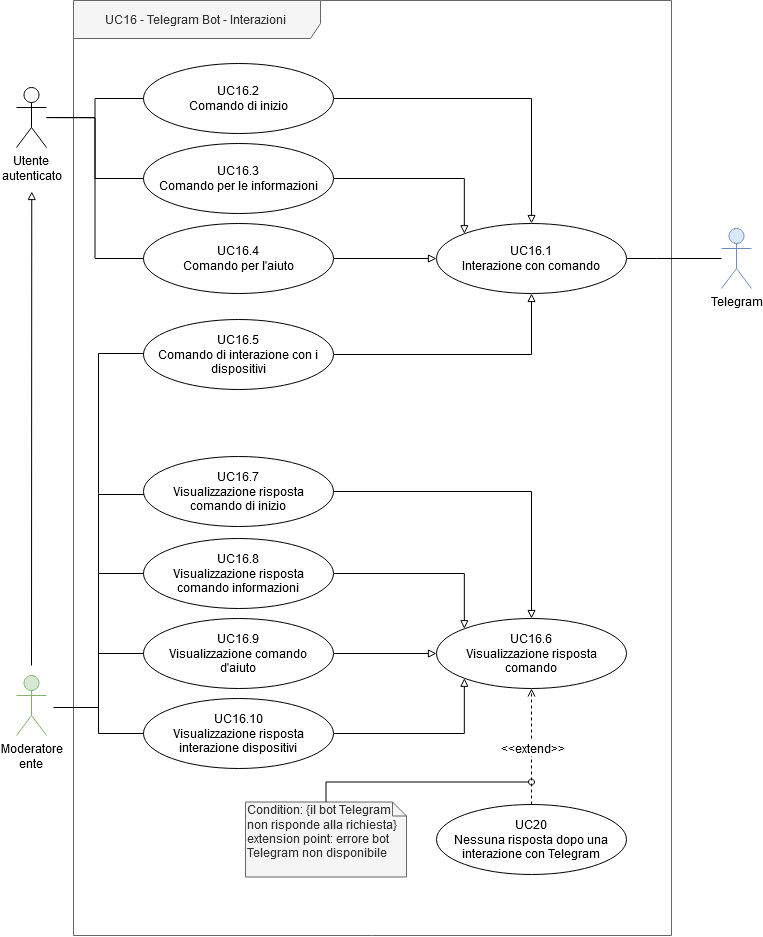 UC16 - Telegram Bot - Interazioni
UC16.2
Comando di inizio
Utente
autenticato
UC16.3
Comando per le informazioni
UC16.4
Comando per l'aiuto
UC16.1
Interazione con comando
Telegram
UC16.5
Comando di interazione con i
dispositivi
UC16.7
Visualizzazione risposta
comando di inizio
UC16.8
Visualizzazione risposta
comando informazioni
UC16.9
Visualizzazione comando
d'aiuto
UC16.6
Visualizzazione risposta
comando
UC16.10
Visualizzazione risposta
interazione dispositivi
Moderatore
ente
<<extend>>
Condition: {il bot Telegram
non risponde alla richiesta}
extension point: errore bot
Telegram non disponibile
UC20
Nessuna risposta dopo una
interazione con Telegram